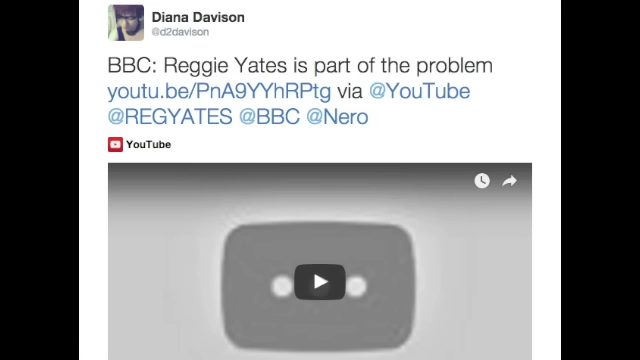 Diana Davison
@d2davison
BBC: Reggie Yates is part of the problem
youtu.be/PnA9YYhRPtg via @YouTube
@REGYATES @BBC @Nero
YouTube